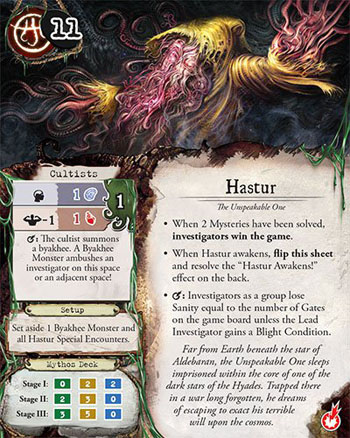 11
Cultists
1
-1
1
1
: The cultist summons
a byakhee. A Byakhee
Monster ambushes an
investigator on this space
or an adjacent space!
Setup
Set aside 1 Byakhee Monster and
all Hastur Special Encounters.
Mythos Deck
Stage I: 0 2 2
Stage II: 2 3 0
Stage III: 3 5 0
Hastur
The Unspeakable One
• When 2 Mysteries have been solved,
investigators win the game.
• When Hastur awakens, flip this sheet
and resolve the “Hastur Awakens!”
effect on the back.
• : Investigators as a group lose
Sanity equal to the number of Gates
on the game board unless the Lead
Investigator gains a Blight Condition.
Far from Earth beneath the star of
Aldebaran, the Unspeakable One sleeps
imprisoned within the core of one of the
dark stars of the Hyades. Trapped there
in a war long forgotten, he dreams
of escaping to exact his terrible
will upon the cosmos.